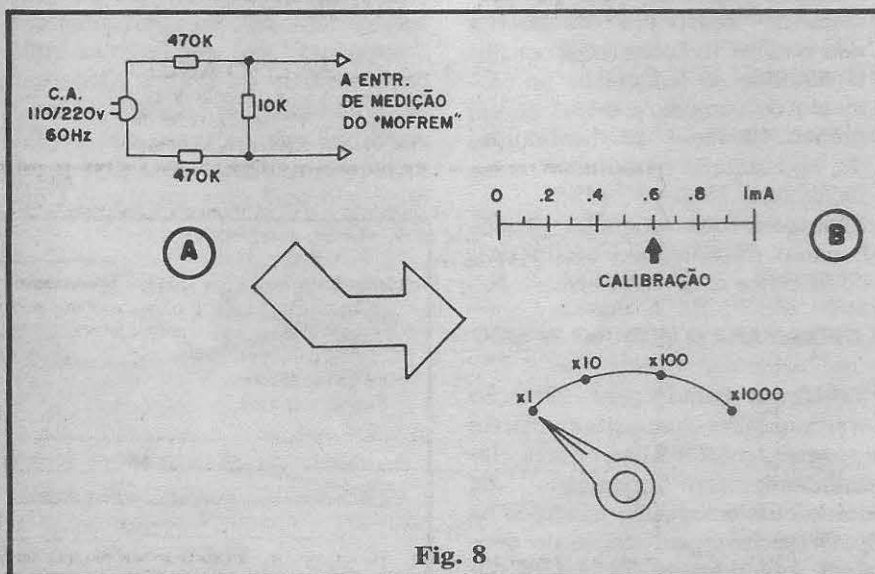 470K
C.A.
110/220v
60Hz
10K
A ENTR.
DE MEDIÇÃO
DO "MOFREM"
470K
A
0 .2 .4 .6 .8 1mA
CALIBRAÇÃO
B
x1 x10 x100 x1000
Fig. 8